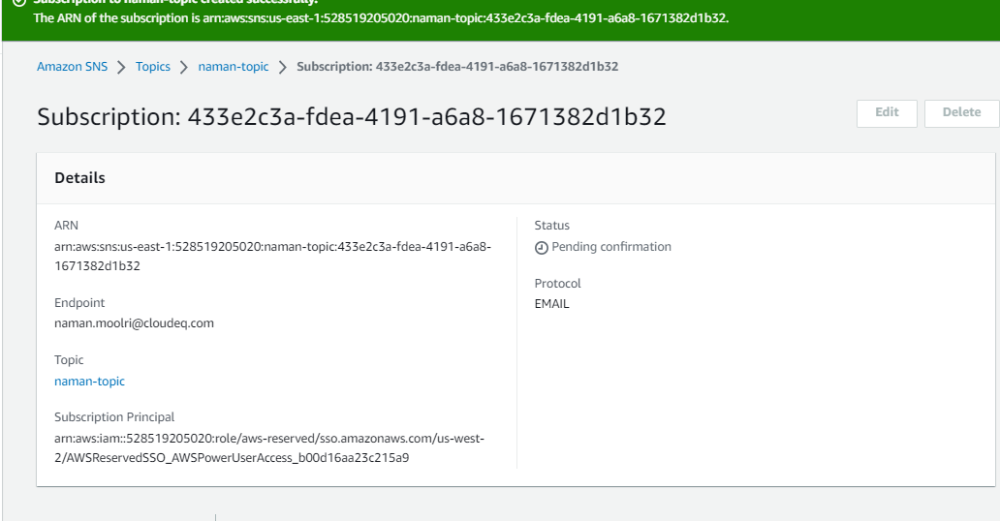 Subscription to naman-topic created successfully.
The ARN of the subscription is arn:aws:sns:us-east-1:528519205020:naman-topic:433e2c3a-fdea-4191-a6a8-1671382d1b32.
Amazon SNS > Topics > naman-topic > Subscription: 433e2c3a-fdea-4191-a6a8-1671382d1b32
Subscription: 433e2c3a-fdea-4191-a6a8-1671382d1b32
Edit
Delete
Details
ARN
arn:aws:sns:us-east-1:528519205020:naman-topic:433e2c3a-fdea-4191-a6a8-
1671382d1b32
Endpoint
naman.moolri@cloudeq.com
Topic
naman-topic
Subscription Principal
arn:aws:iam::528519205020:role/aws-reserved/sso.amazonaws.com/us-west-
2/AWSReservedSSO_AWSPowerUserAccess_b00d16aa23c215a9
Status
Pending confirmation
Protocol
EMAIL